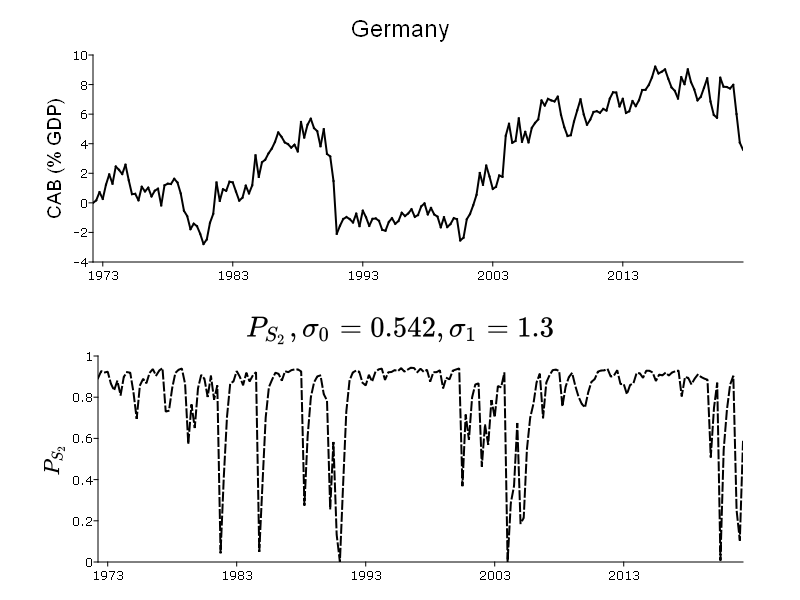 Germany
CAB (% GDP)
10
8
6
4
2
0
−2
−4
1973 1983 1993 2003 2013
P_{S_2}, σ_0 = 0.542, σ_1 = 1.3
P_{S_2}
1
0.8
0.6
0.4
0.2
0
1973 1983 1993 2003 2013